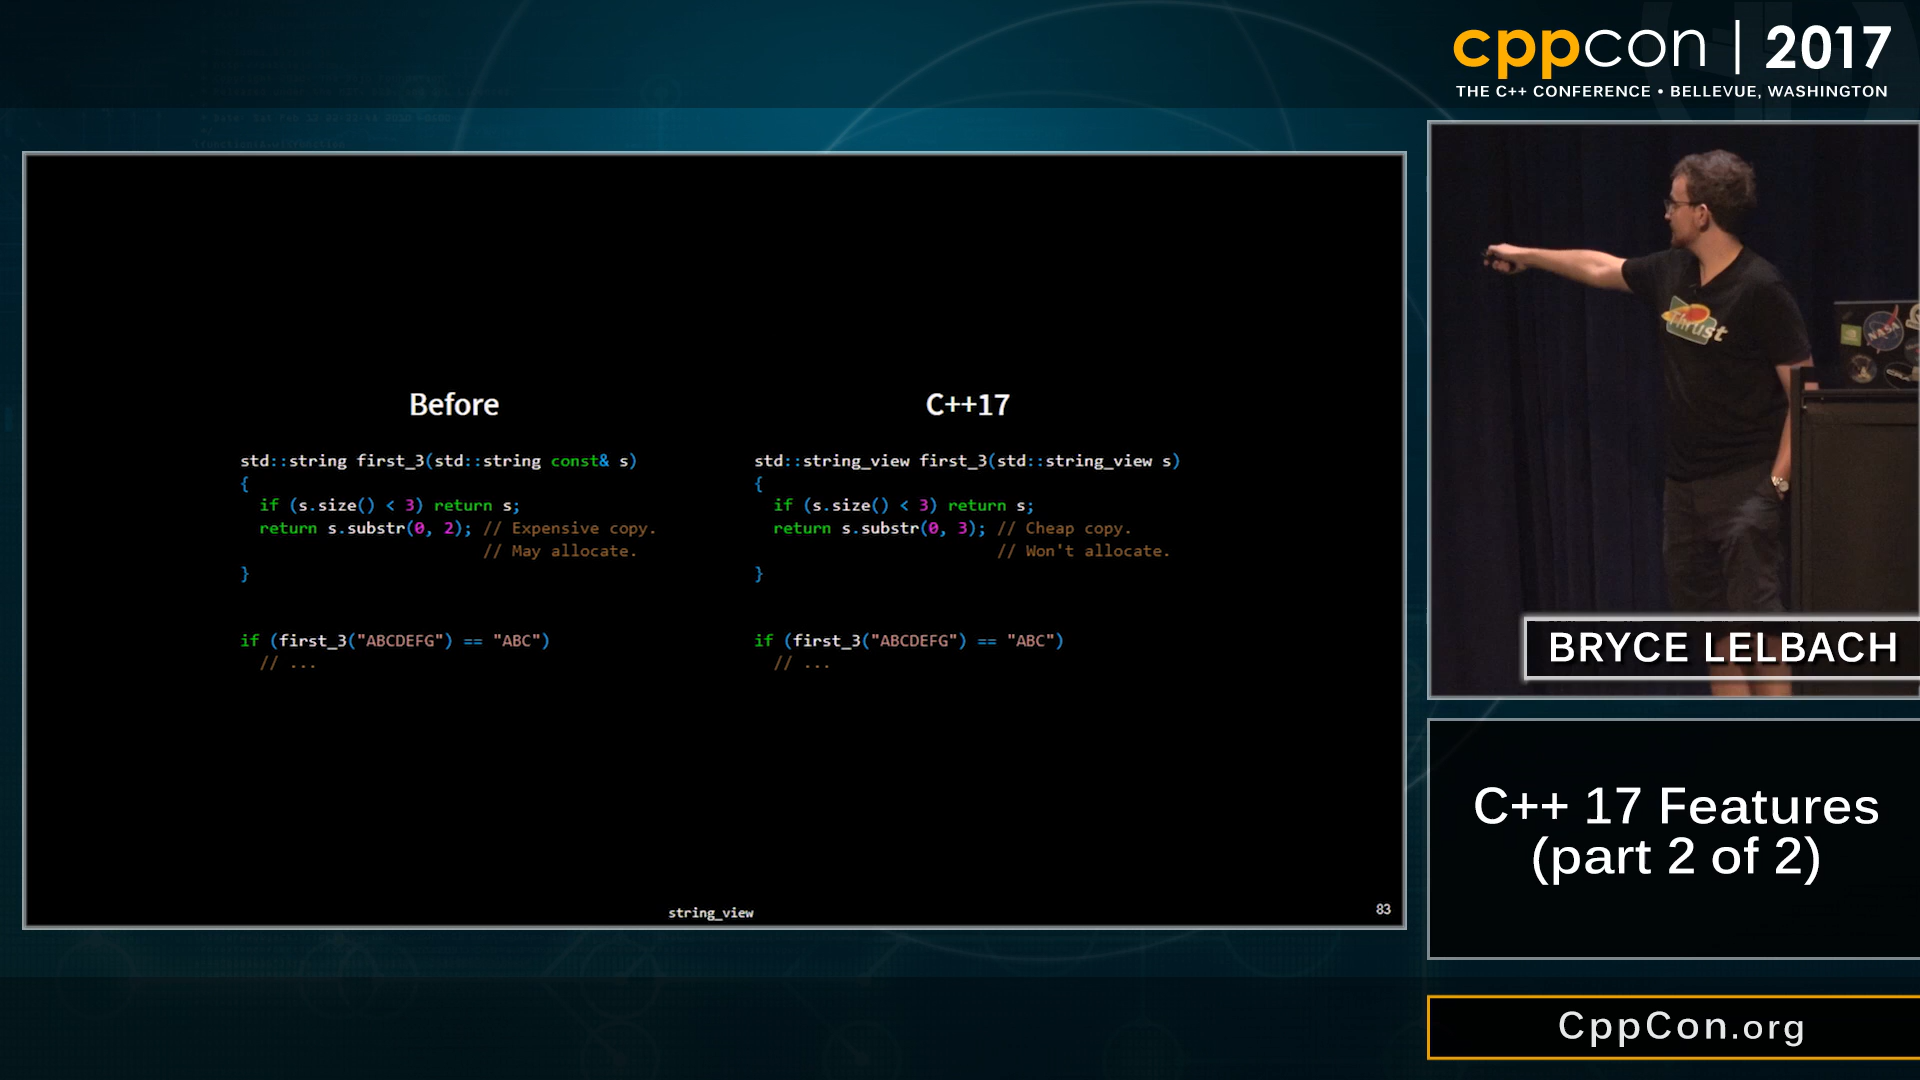 cppcon | 2017
THE C++ CONFERENCE • BELLEVUE, WASHINGTON
Before
std::string first_3(std::string const& s)
{
  if (s.size() < 3) return s;
  return s.substr(0, 2); // Expensive copy.
                         // May allocate.
}
if (first_3("ABCDEFG") == "ABC")
  // ...
C++17
std::string_view first_3(std::string_view s)
{
  if (s.size() < 3) return s;
  return s.substr(0, 3); // Cheap copy.
                         // Won't allocate.
}
if (first_3("ABCDEFG") == "ABC")
  // ...
string_view
83
Thrust
NASA
BRYCE LELBACH
C++ 17 Features
(part 2 of 2)
CppCon.org